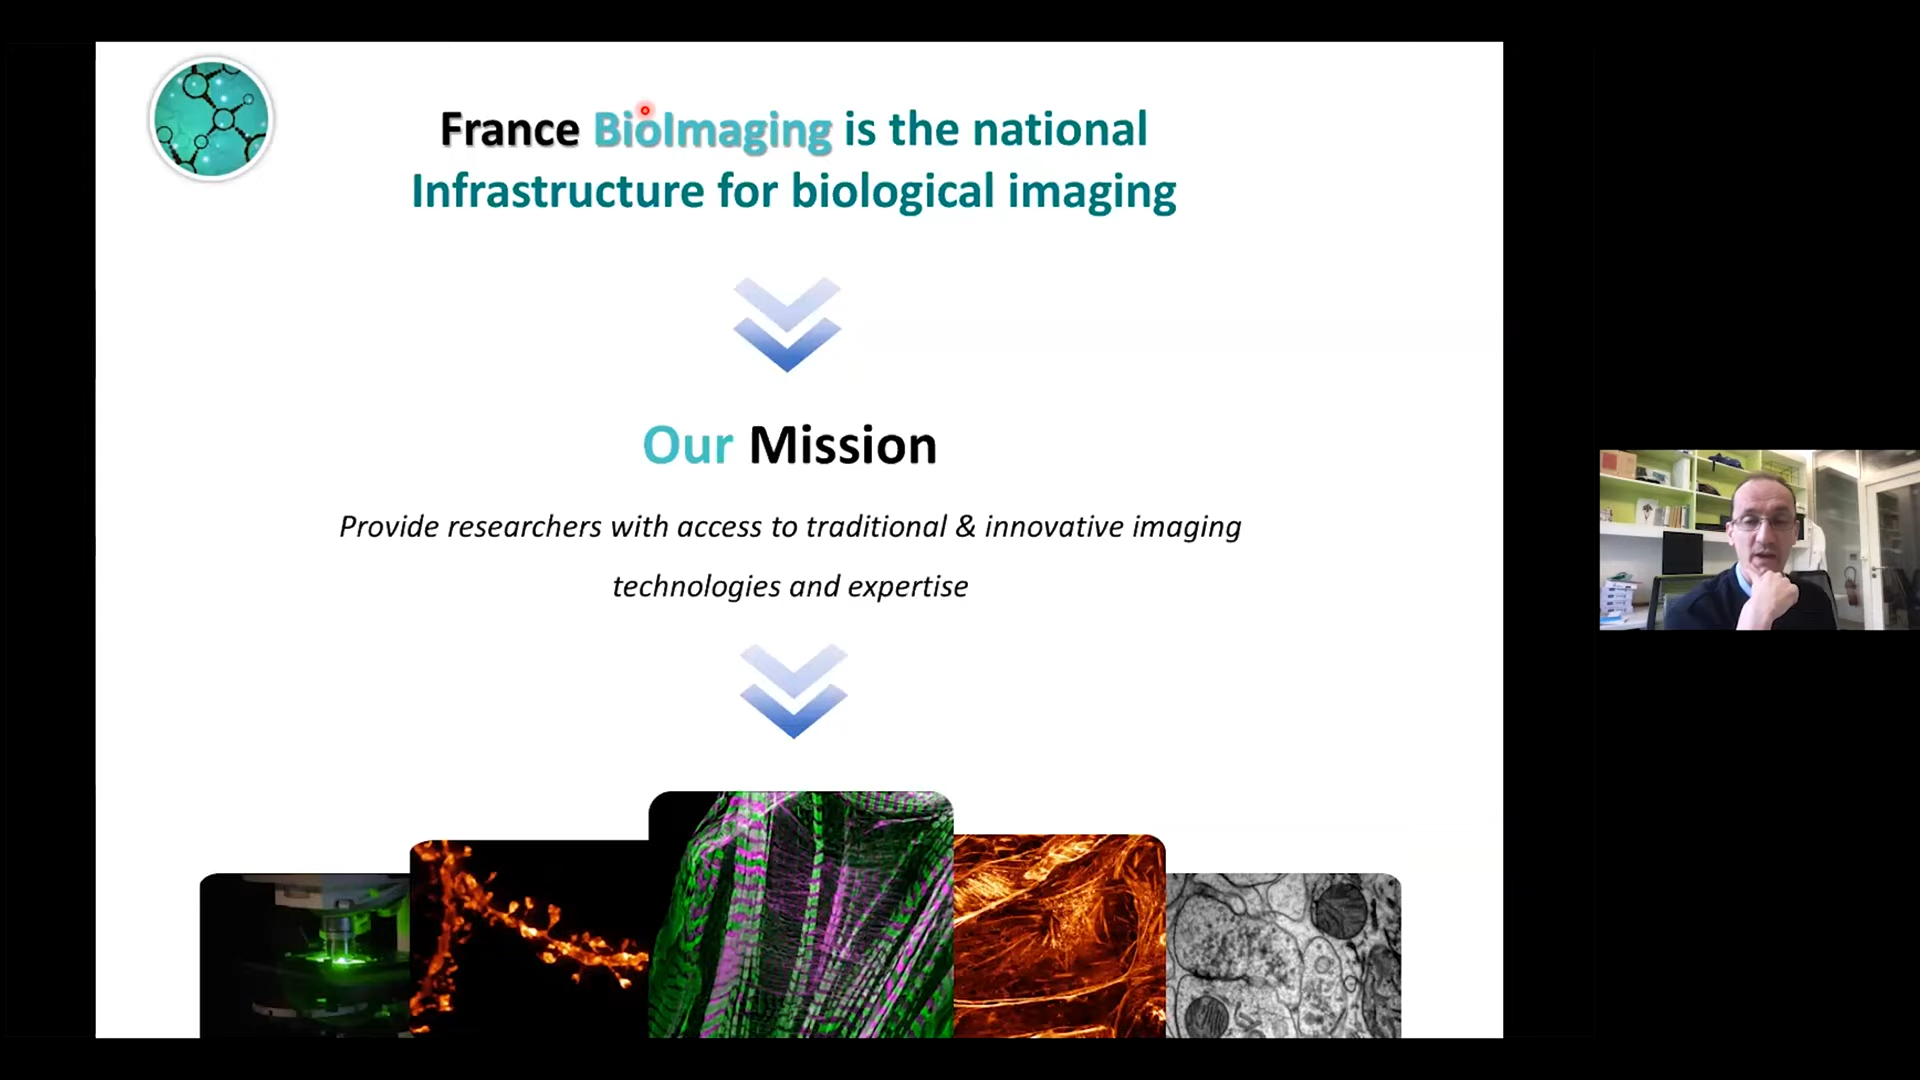 France BioImaging is the national
Infrastructure for biological imaging
Our Mission
Provide researchers with access to traditional & innovative imaging
technologies and expertise